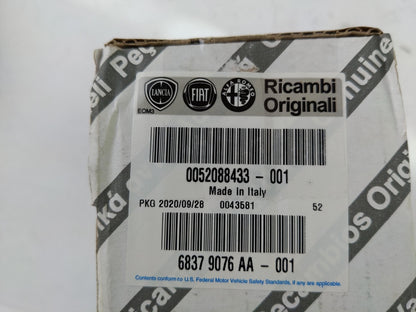 LANCIA
FIAT
ALFA ROMEO
Ricambi
Originali
EOM3
0052088433 - 001
Made in Italy
PKG 2020/09/28 0043581 52
6837 9076 AA - 001
Contents conform to U.S. Federal Motor Vehicle Safety Standards, if any are applicable